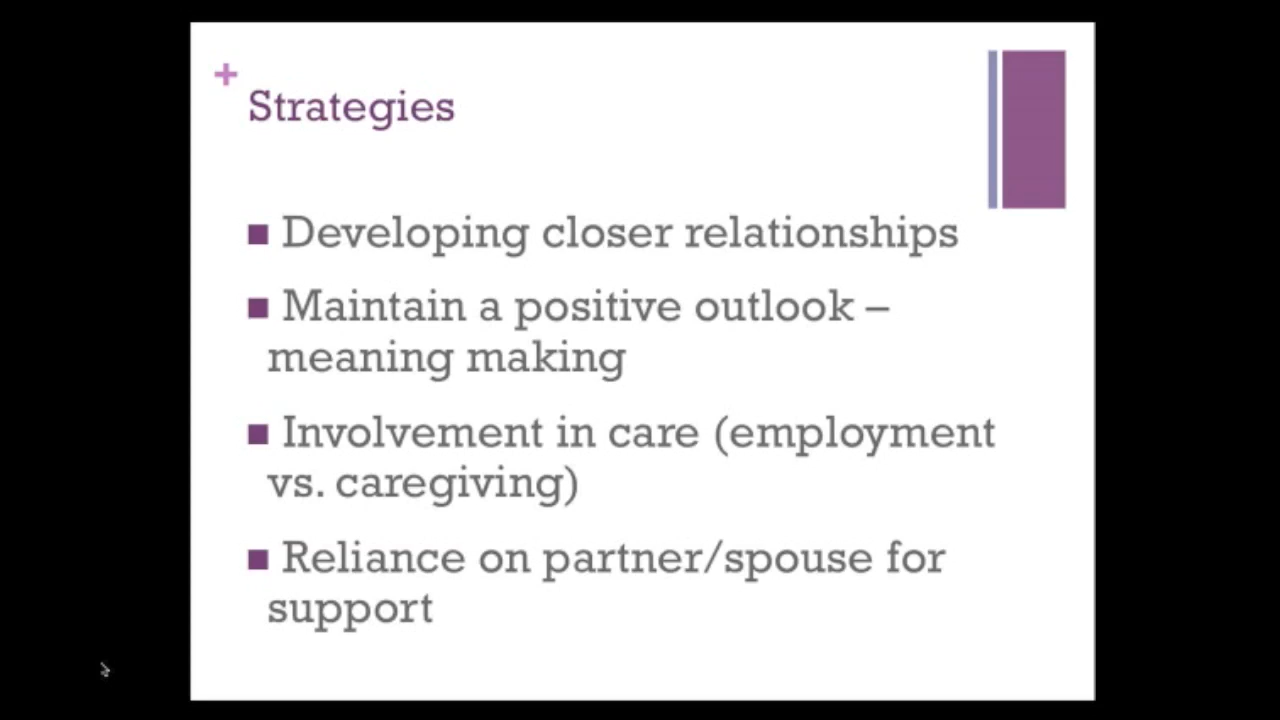 +
Strategies
■ Developing closer relationships
■ Maintain a positive outlook –
meaning making
■ Involvement in care (employment
vs. caregiving)
■ Reliance on partner/spouse for
support